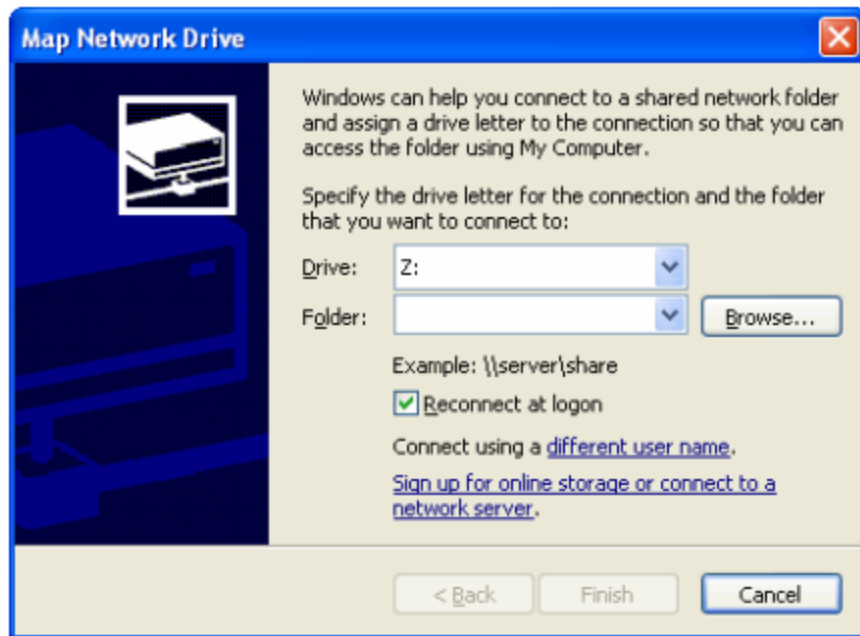 Map Network Drive
Windows can help you connect to a shared network folder
and assign a drive letter to the connection so that you can
access the folder using My Computer.
Specify the drive letter for the connection and the folder
that you want to connect to:
Drive: Z:
Folder: Browse...
Example: \\server\share
Reconnect at logon
Connect using a different user name.
Sign up for online storage or connect to a
network server.
< Back Finish Cancel